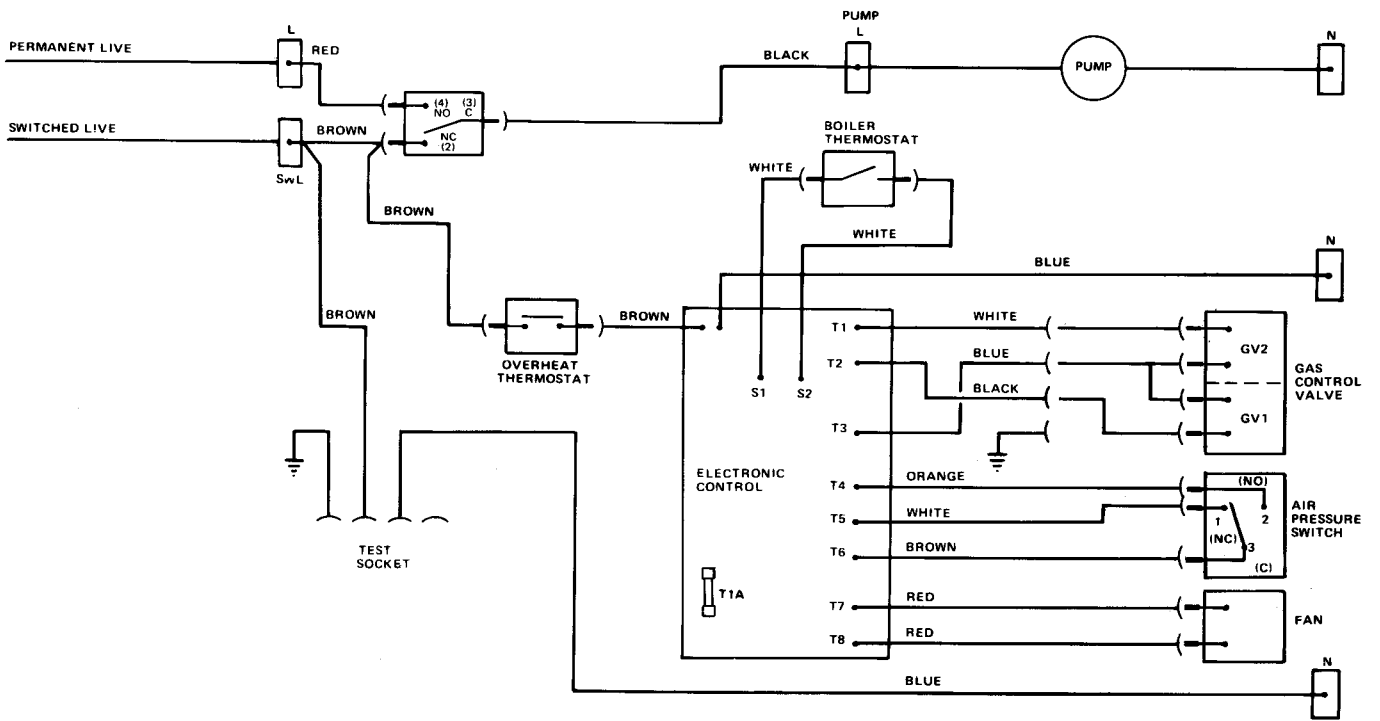 PERMANENT LIVE
L
RED
BLACK
PUMP
L
PUMP
N
(4) (3)
NO C
NC
(2)
SWITCHED LIVE
BROWN
SwL
BOILER
THERMOSTAT
WHITE
BROWN
WHITE
BLUE
N
BROWN
OVERHEAT
THERMOSTAT
BROWN
S1 S2
T1
WHITE
T2
BLUE
BLACK
T3
GV2
GV1
GAS
CONTROL
VALVE
ELECTRONIC
CONTROL
T4
ORANGE
T5
WHITE
T6
BROWN
(NO)
1 2
(NC)
3
(C)
AIR
PRESSURE
SWITCH
TEST
SOCKET
T1A
T7
RED
T8
RED
FAN
BLUE
N